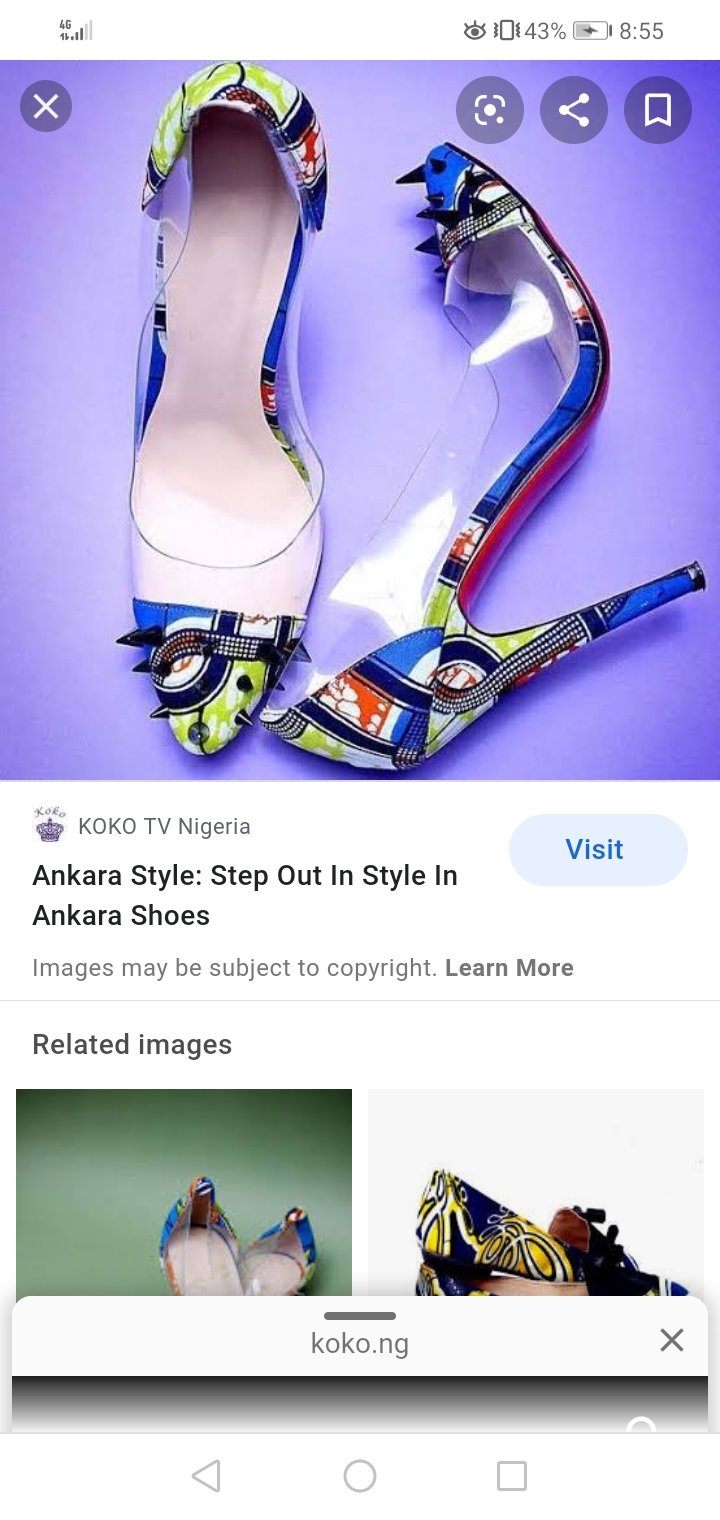 4G
43%
8:55
Koko
KOKO TV Nigeria
Visit
Ankara Style: Step Out In Style In
Ankara Shoes
Images may be subject to copyright. Learn More
Related images
koko.ng